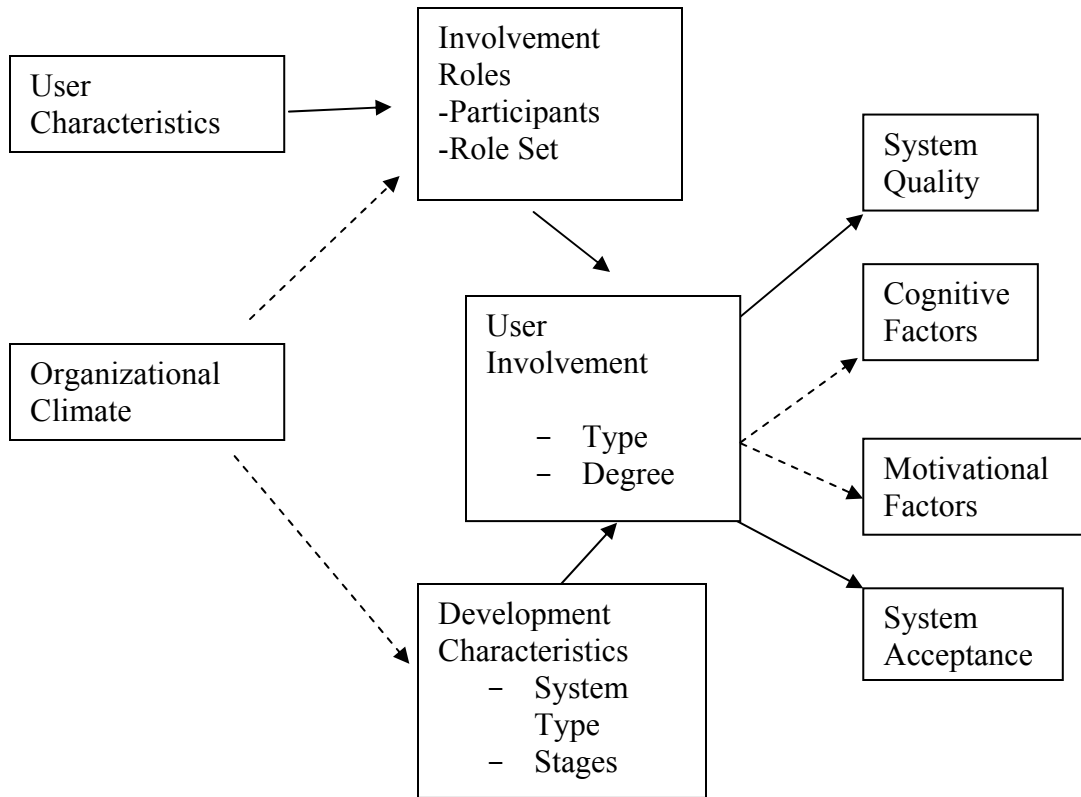 User
Characteristics
Involvement
Roles
-Participants
-Role Set
System
Quality
Organizational
Climate
User
Involvement
- Type
- Degree
Cognitive
Factors
Motivational
Factors
Development
Characteristics
- System
Type
- Stages
System
Acceptance